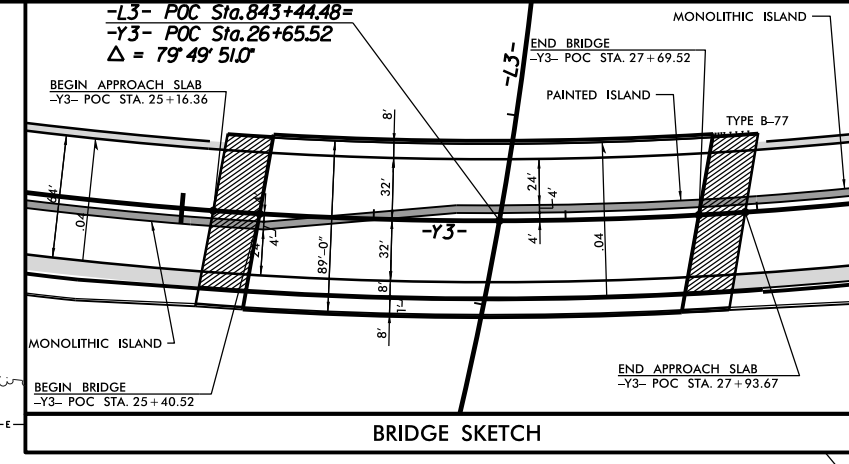 -L3- POC Sta. 843+44.48=
-Y3- POC Sta. 26+65.52
Δ = 79° 49' 51.0"
MONOLITHIC ISLAND
-L3-
END BRIDGE
-Y3- POC STA. 27+69.52
BEGIN APPROACH SLAB
-Y3- POC STA. 25+16.36
PAINTED ISLAND
TYPE B-77
8'
64'
.04
32'
24'
4'
24'
4'
-Y3-
32'
4'
89'-0"
.04
8'
1'
8'
MONOLITHIC ISLAND
BEGIN BRIDGE
-Y3- POC STA. 25+40.52
END APPROACH SLAB
-Y3- POC STA. 27+93.67
E
BRIDGE SKETCH